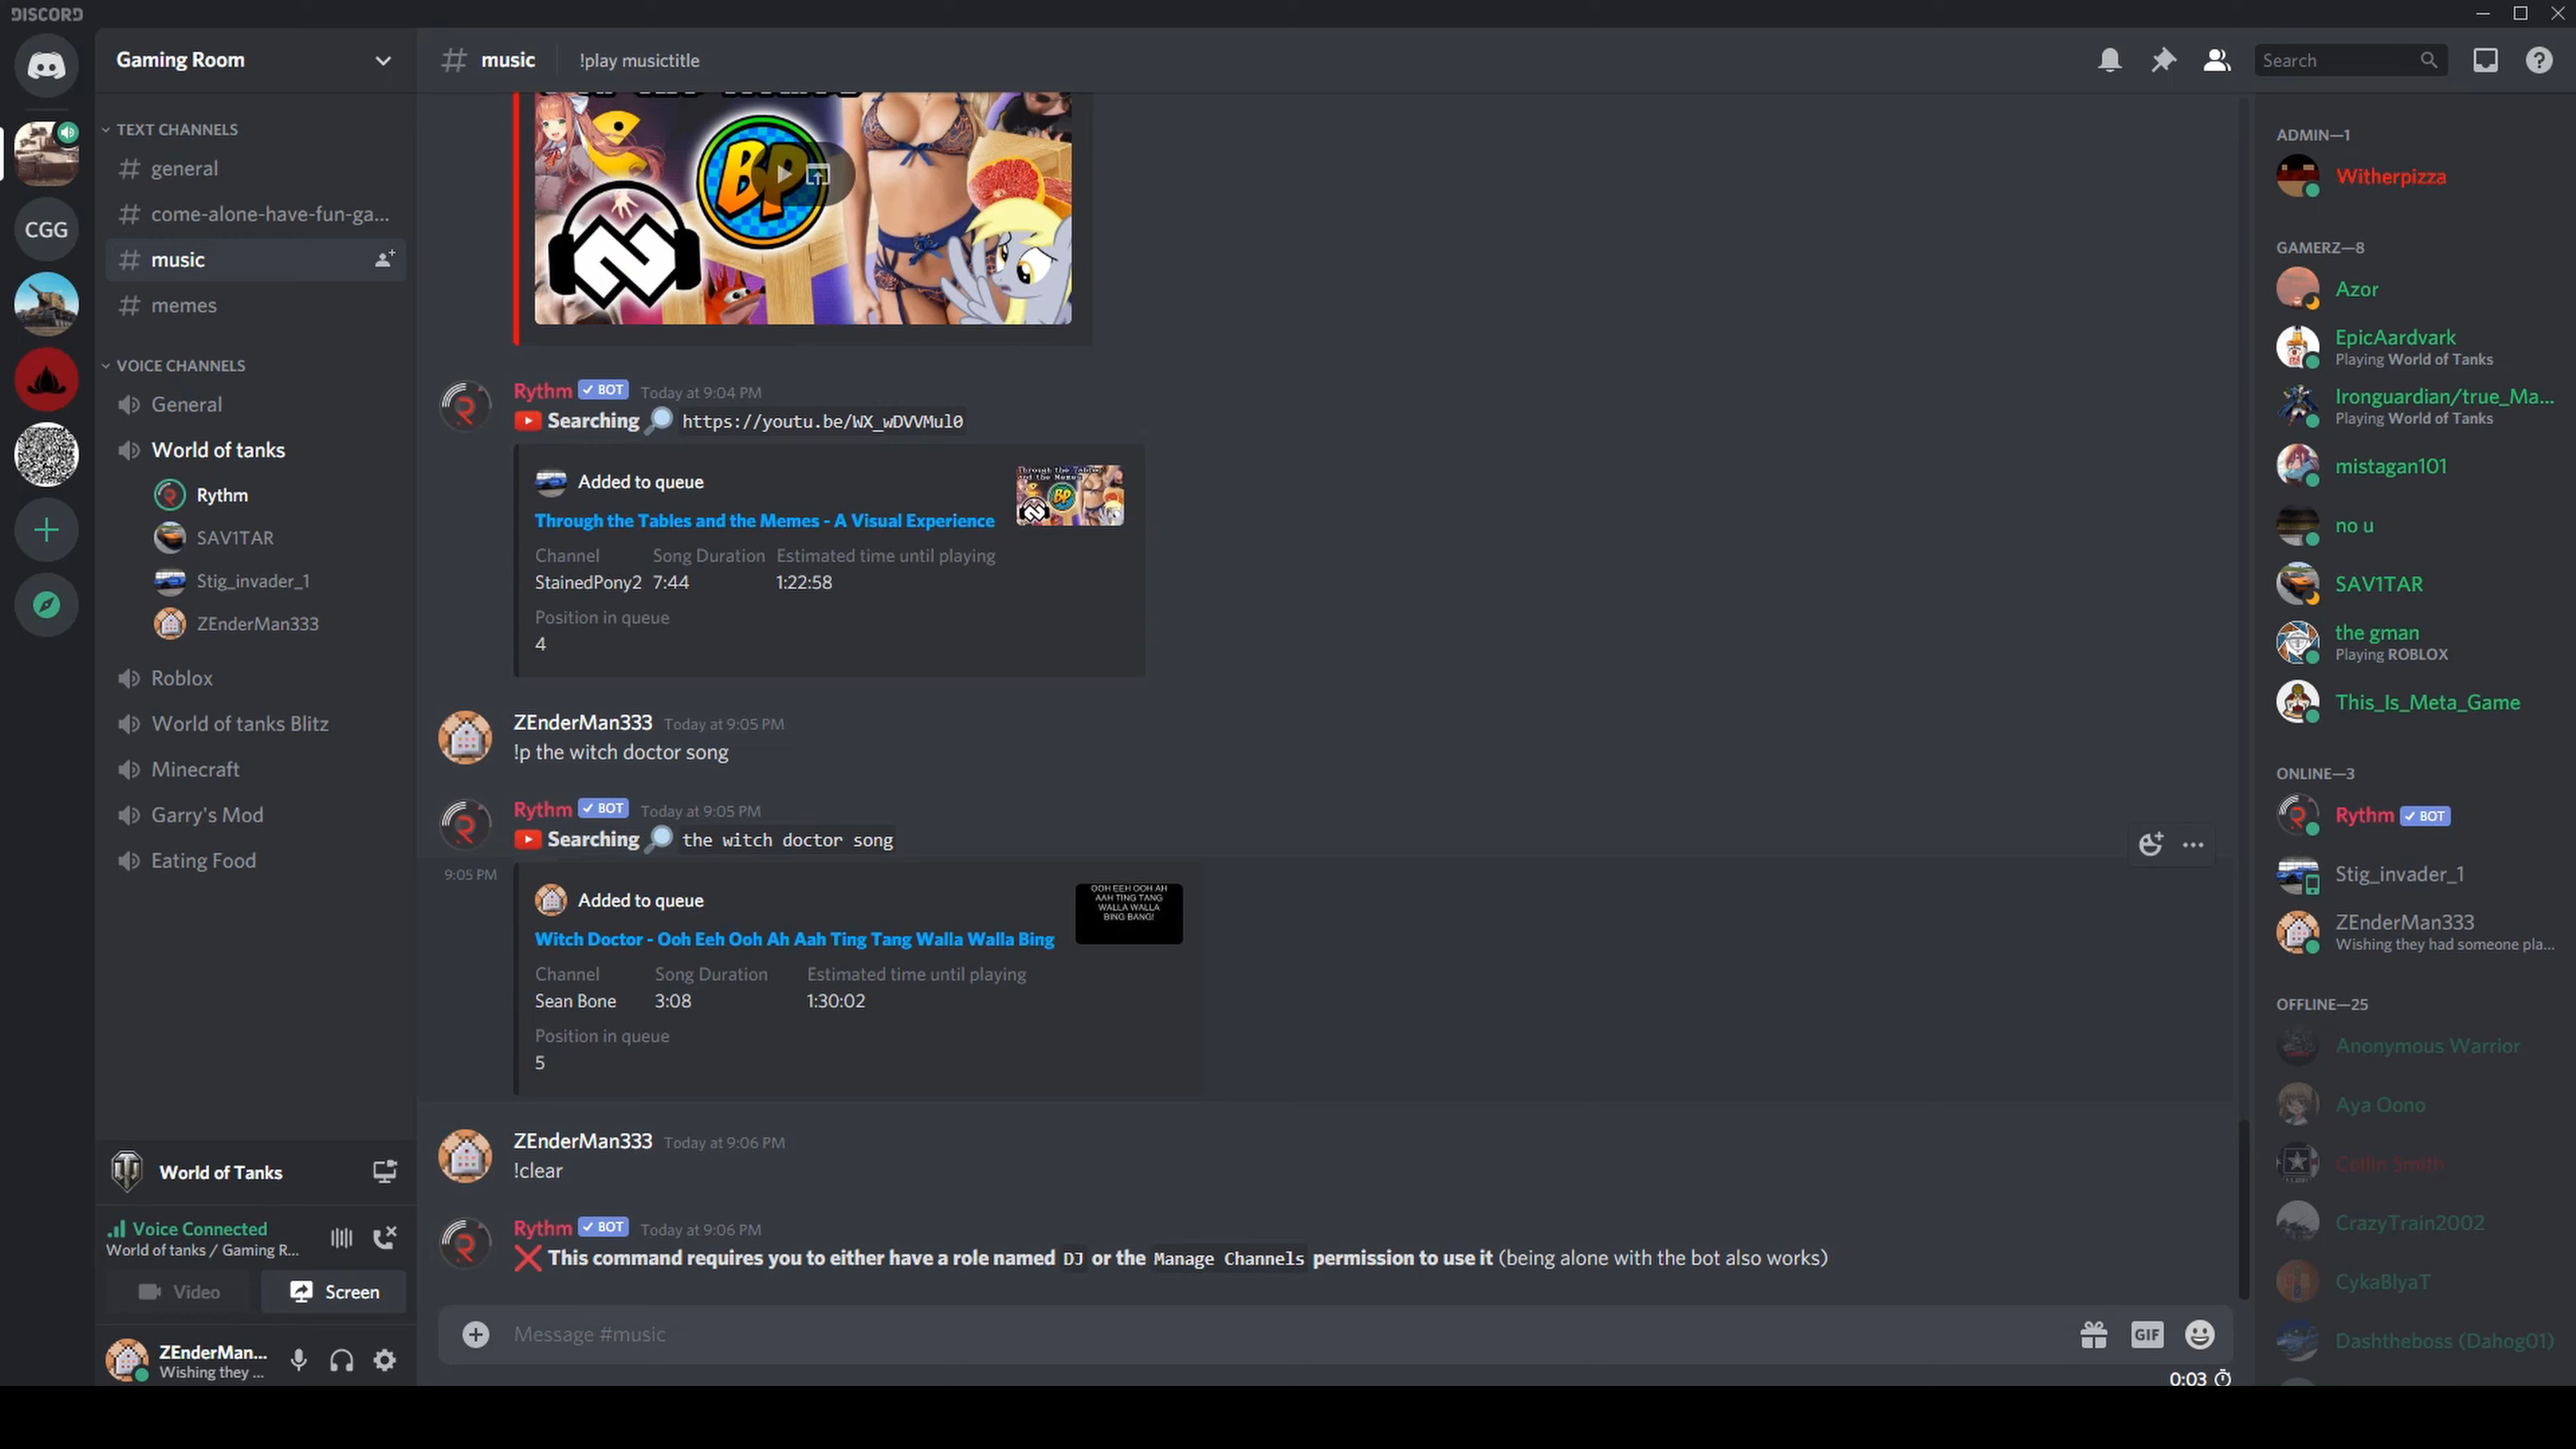 DISCORD
Gaming Room
# music
!play musictitle
Search
CGG
TEXT CHANNELS
# general
# come-alone-have-fun-ga...
# music
# memes
VOICE CHANNELS
General
World of tanks
Rythm
SAV1TAR
Stig_invader_1
ZEnderMan333
Roblox
World of tanks Blitz
Minecraft
Garry's Mod
Eating Food
World of Tanks
Voice Connected
World of tanks / Gaming R...
Video
Screen
ZEnderMan...
Wishing they ...
BP
Rythm BOT Today at 9:04 PM
Searching https://youtu.be/WX_wDVVMul0
Added to queue
Through the Tables and the Memes - A Visual Experience
Through the Tables
and the Memes
BP
Channel Song Duration Estimated time until playing
StainedPony2 7:44 1:22:58
Position in queue
4
ZEnderMan333 Today at 9:05 PM
!p the witch doctor song
Rythm BOT Today at 9:05 PM
Searching the witch doctor song
9:05 PM
Added to queue
Witch Doctor - Ooh Eeh Ooh Ah Aah Ting Tang Walla Walla Bing
OOH EEH OOH AH
AAH TING TANG
WALLA WALLA
BING BANG!
Channel Song Duration Estimated time until playing
Sean Bone 3:08 1:30:02
Position in queue
5
ZEnderMan333 Today at 9:06 PM
!clear
Rythm BOT Today at 9:06 PM
This command requires you to either have a role named DJ or the Manage Channels permission to use it (being alone with the bot also works)
Message #music
GIF
0:03
ADMIN—1
Witherpizza
GAMERZ—8
Azor
EpicAardvark
Playing World of Tanks
Ironguardian/true_Ma...
Playing World of Tanks
mistagan101
no u
SAV1TAR
the gman
Playing ROBLOX
This_Is_Meta_Game
ONLINE—3
Rythm BOT
Stig_invader_1
ZEnderMan333
Wishing they had someone pla...
OFFLINE—25
Anonymous Warrior
Aya Oono
Collin Smith
CrazyTrain2002
CykaBlyaT
Dashtheboss (Dahog01)